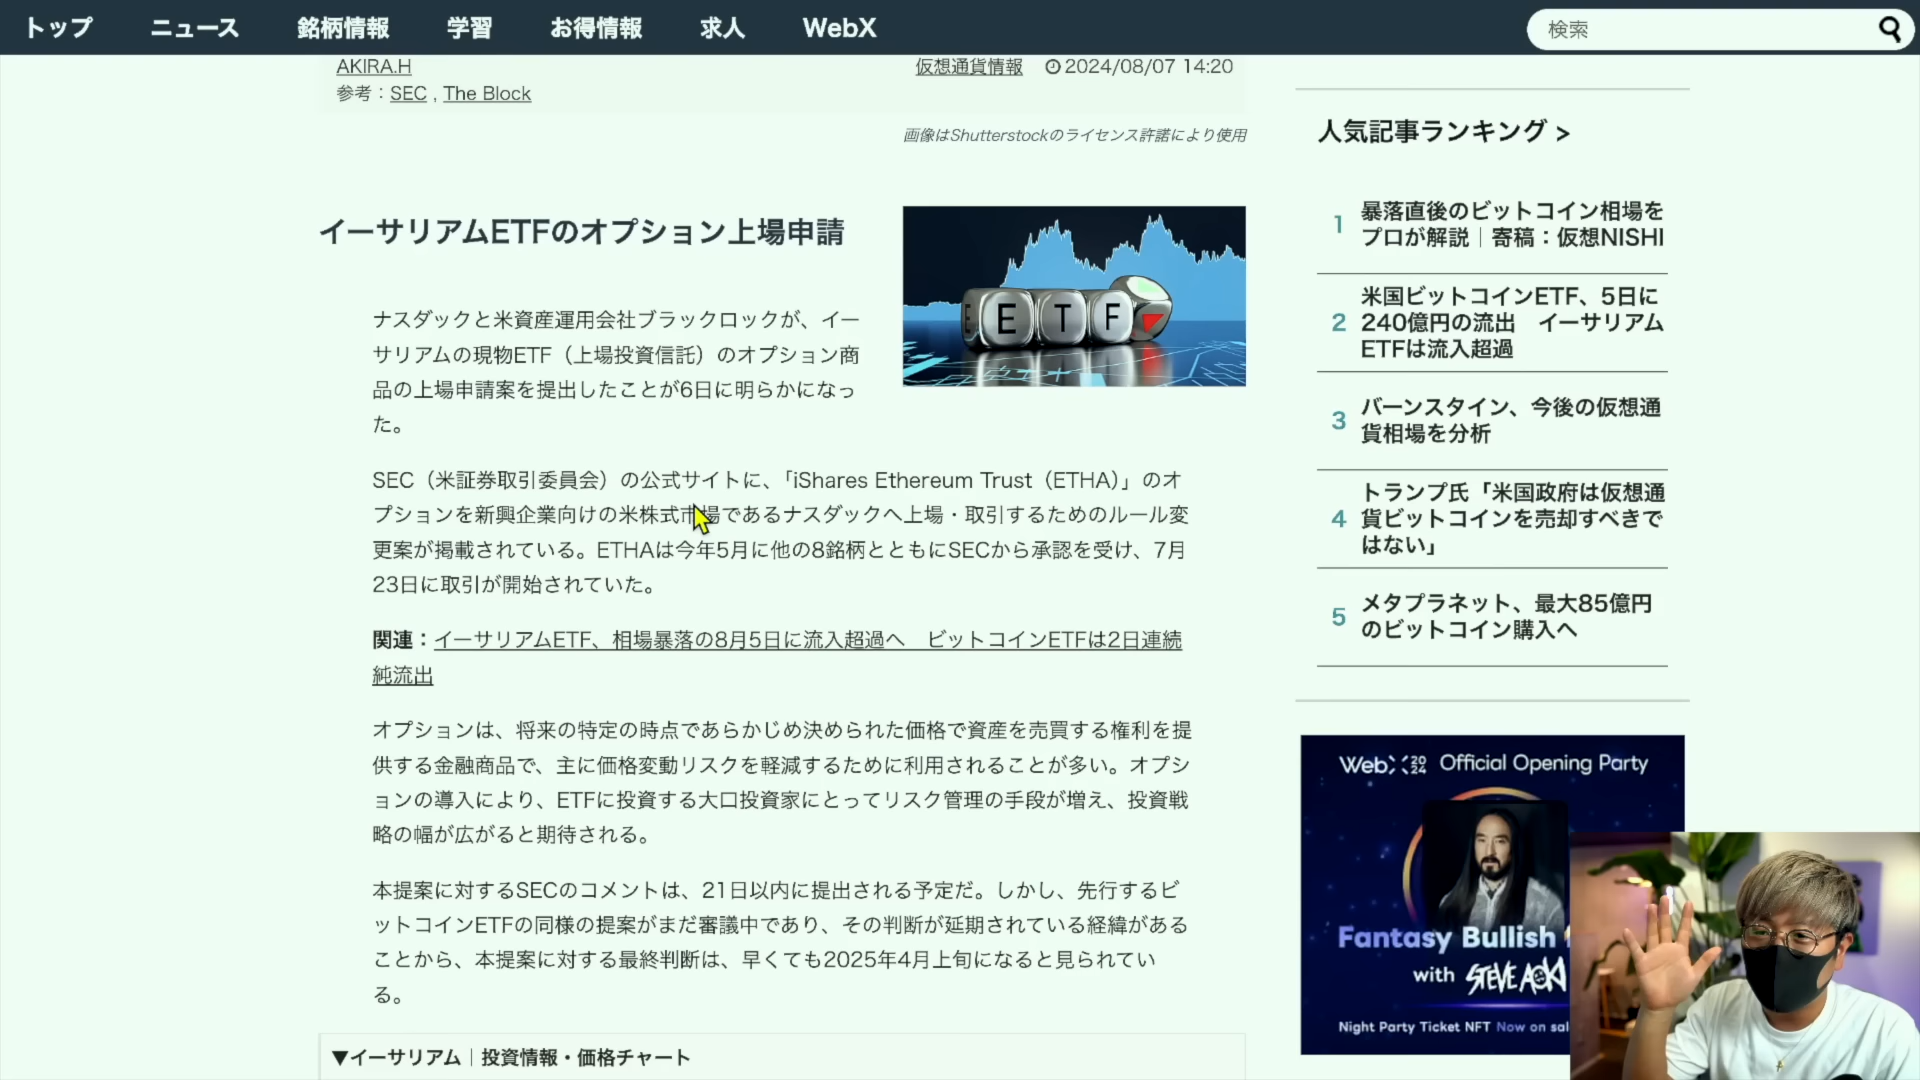 トップ ニュース 銘柄情報 学習 お得情報 求人 WebX 検索
AKIRA.H 仮想通貨情報 2024/08/07 14:20
参考：SEC , The Block
画像はShutterstockのライセンス許諾により使用
イーサリアムETFのオプション上場申請
ETF
ナスダックと米資産運用会社ブラックロックが、イー
サリアムの現物ETF（上場投資信託）のオプション商
品の上場申請案を提出したことが6日に明らかになっ
た。
SEC（米証券取引委員会）の公式サイトに、「iShares Ethereum Trust（ETHA）」のオ
プションを新興企業向けの米株式市場であるナスダックへ上場・取引するためのルール変
更案が掲載されている。ETHAは今年5月に他の8銘柄とともにSECから承認を受け、7月
23日に取引が開始されていた。
関連：イーサリアムETF、相場暴落の8月5日に流入超過へ　ビットコインETFは2日連続
純流出
オプションは、将来の特定の時点であらかじめ決められた価格で資産を売買する権利を提
供する金融商品で、主に価格変動リスクを軽減するために利用されることが多い。オプシ
ョンの導入により、ETFに投資する大口投資家にとってリスク管理の手段が増え、投資戦
略の幅が広がると期待される。
本提案に対するSECのコメントは、21日以内に提出される予定だ。しかし、先行するビ
ットコインETFの同様の提案がまだ審議中であり、その判断が延期されている経緯がある
ことから、本提案に対する最終判断は、早くても2025年4月上旬になると見られてい
る。
▼イーサリアム｜投資情報・価格チャート
人気記事ランキング >
1 暴落直後のビットコイン相場を
プロが解説｜寄稿：仮想NISHI
2 米国ビットコインETF、5日に
240億円の流出　イーサリアム
ETFは流入超過
3 バーンスタイン、今後の仮想通
貨相場を分析
4 トランプ氏「米国政府は仮想通
貨ビットコインを売却すべきで
はない」
5 メタプラネット、最大85億円
のビットコイン購入へ
WebX 2024 Official Opening Party
Fantasy Bullish
with STEVE AOKI
Night Party Ticket NFT Now on sal